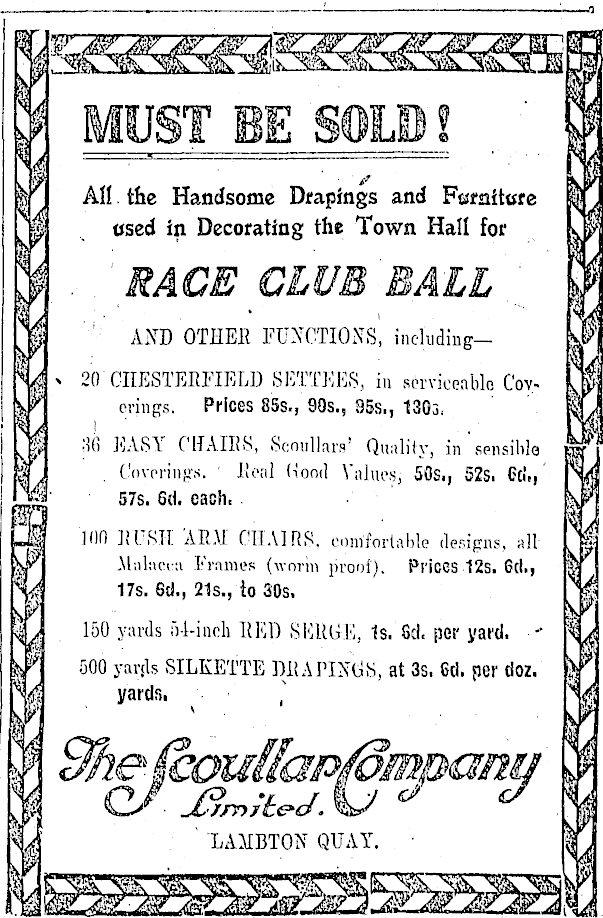 MUST BE SOLD!
All the Handsome Drapings and Furniture
used in Decorating the Town Hall for
RACE CLUB BALL
AND OTHER FUNCTIONS, including—
20 CHESTERFIELD SETTEES, in serviceable Cov-
erings. Prices 85s., 90s., 95s., 130s.
36 EASY CHAIRS, Scoullars' Quality, in sensible
Coverings. Real Good Values, 50s., 52s. 6d.,
57s. 6d. each.
100 RUSH ARM CHAIRS, comfortable designs, all
Malacca Frames (worm proof). Prices 12s. 6d.,
17s. 6d., 21s., to 30s.
150 yards 54-inch RED SERGE, 1s. 6d. per yard.
500 yards SILKETTE DRAPINGS, at 3s. 6d. per doz.
yards.
The Scoullar Company
Limited.
LAMBTON QUAY.